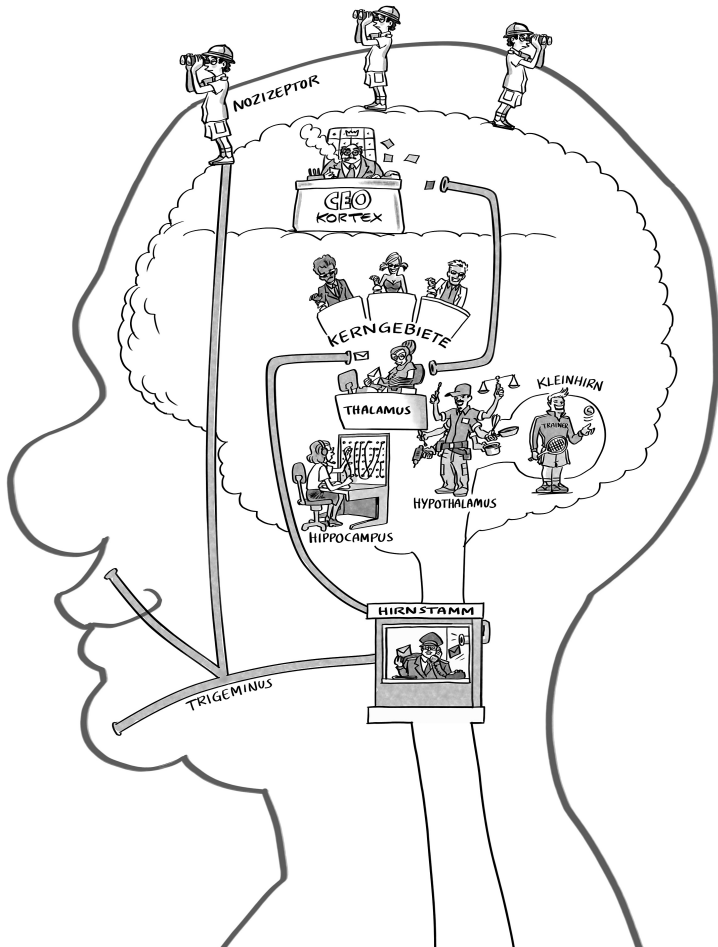 NOZIZEPTOR
CEO
KORTEX
KERNGEBIETE
THALAMUS
KLEINHIRN
TRAINER
HYPOTHALAMUS
HIPPOCAMPUS
HIRNSTAMM
TRIGEMINUS